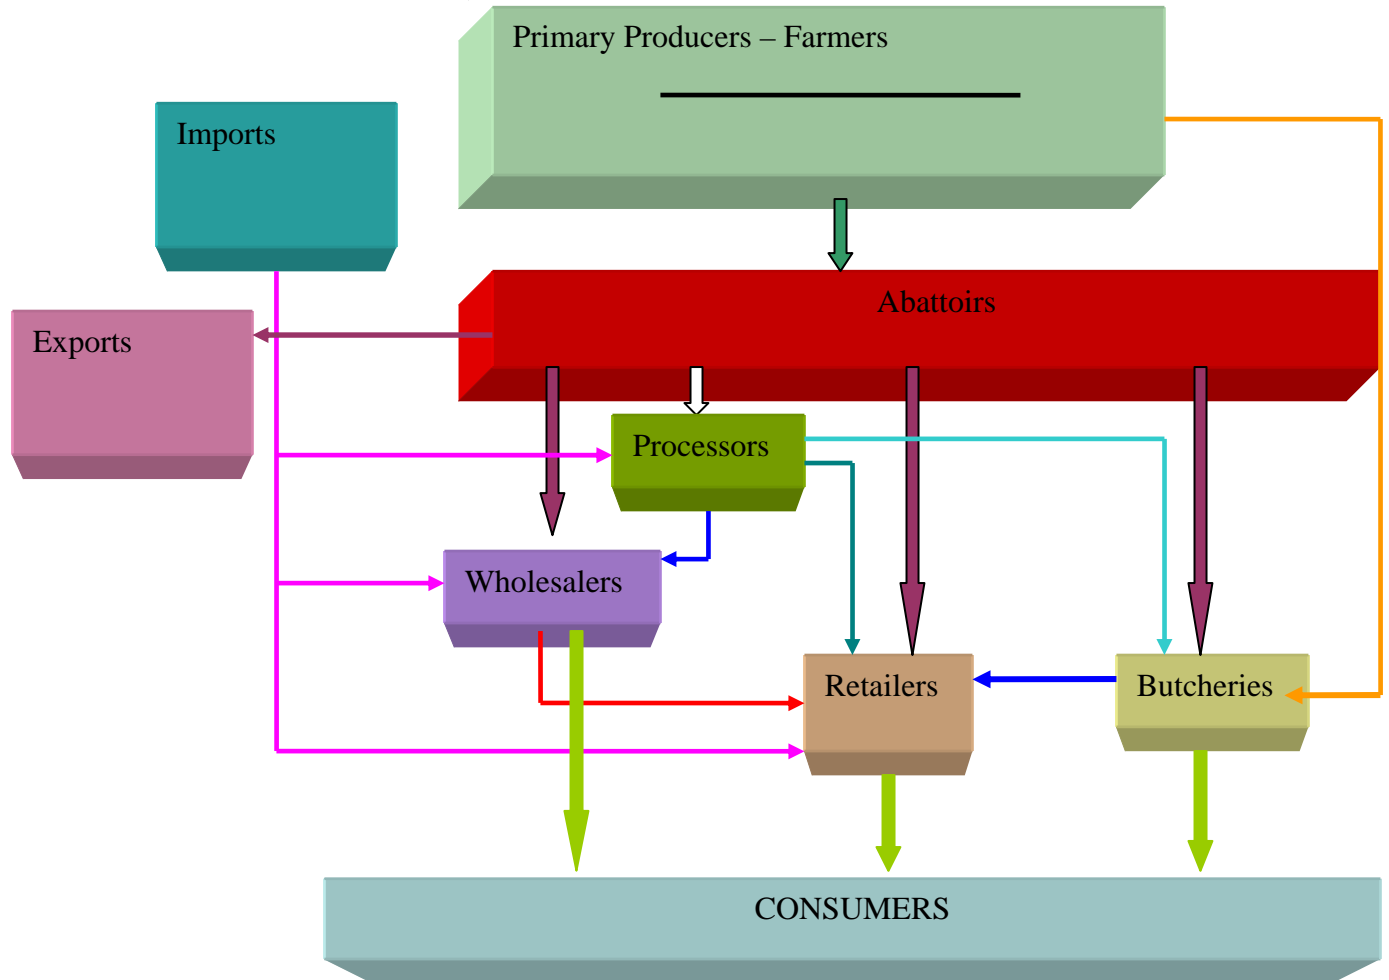 Primary Producers – Farmers
Imports
Abattoirs
Exports
Processors
Wholesalers
Retailers
Butcheries
CONSUMERS